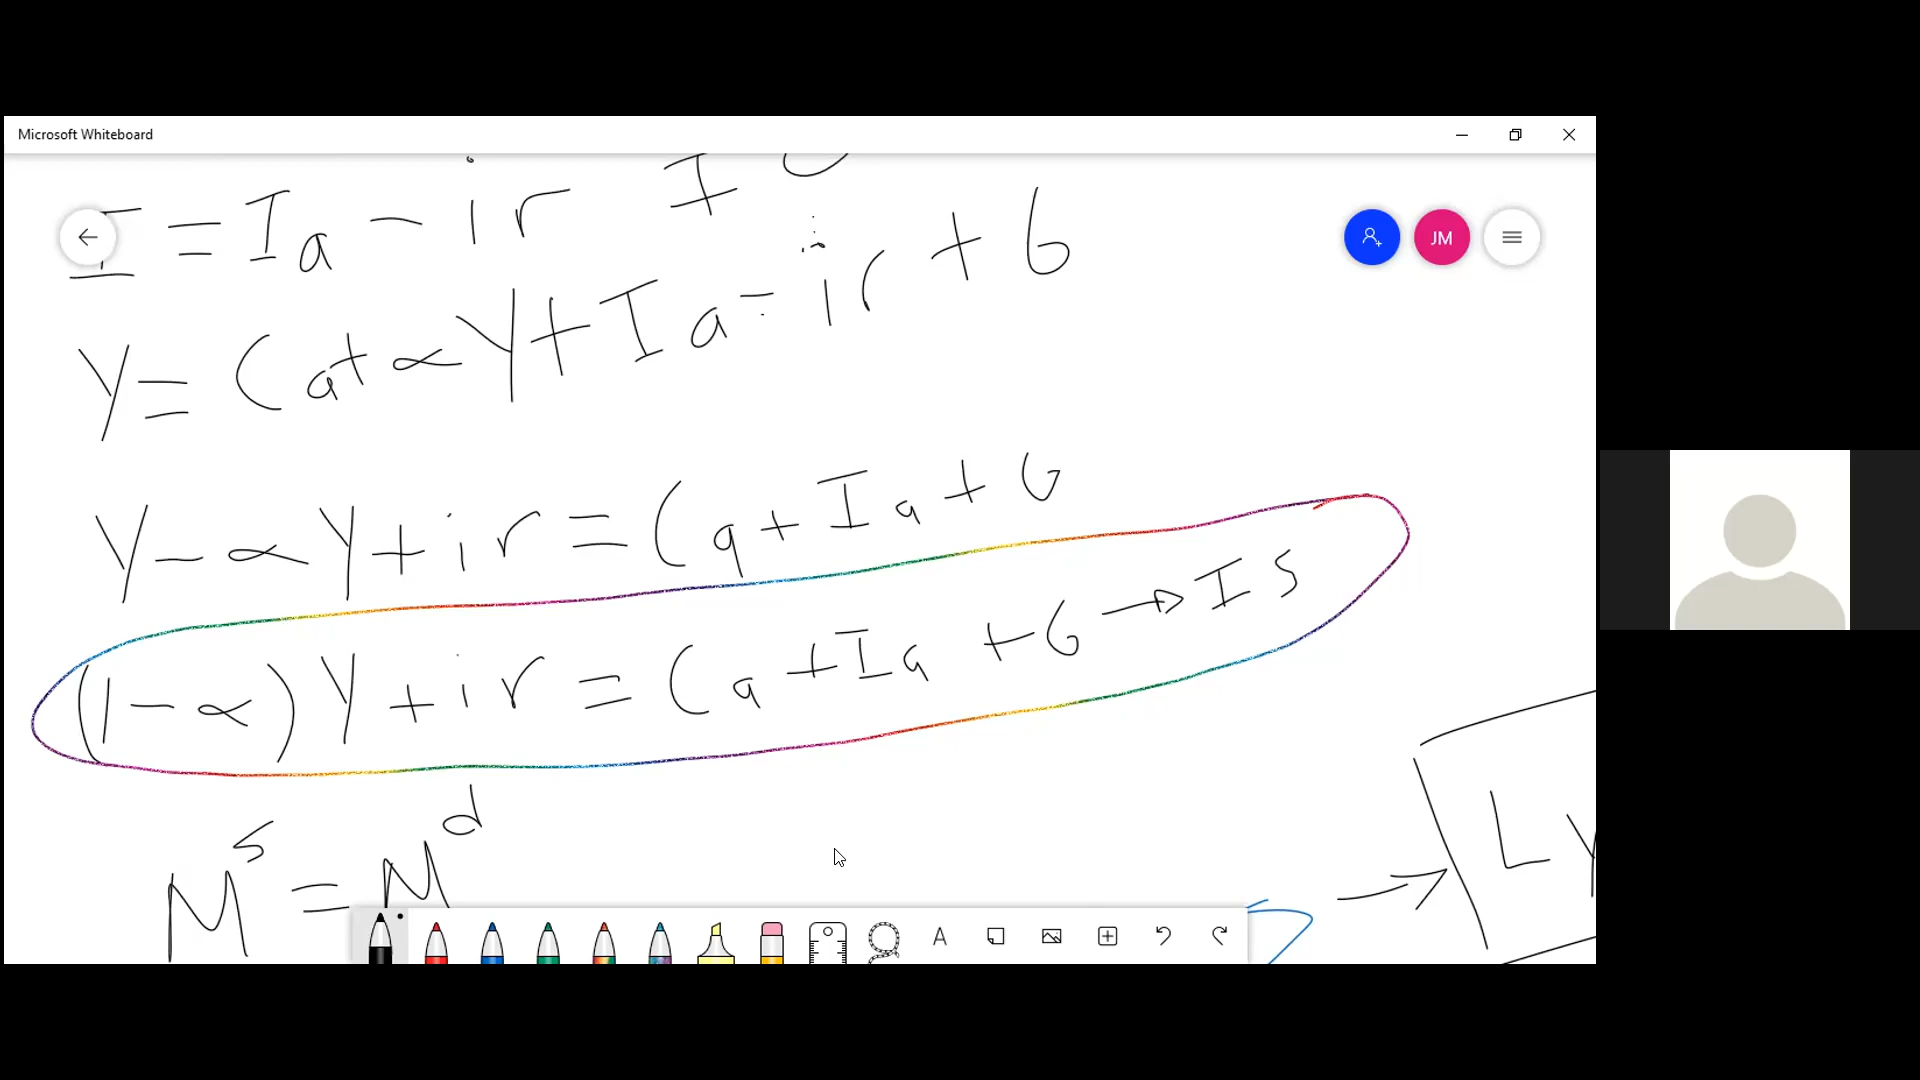 Microsoft Whiteboard
I = Ia - ir
JM
Y = Ca + αY + Ia - ir + G
Y - αY + ir = Ca + Ia + G
(1 - α) Y + ir = Ca + Ia + G → IS
M^s = M^d
→ L Y
A